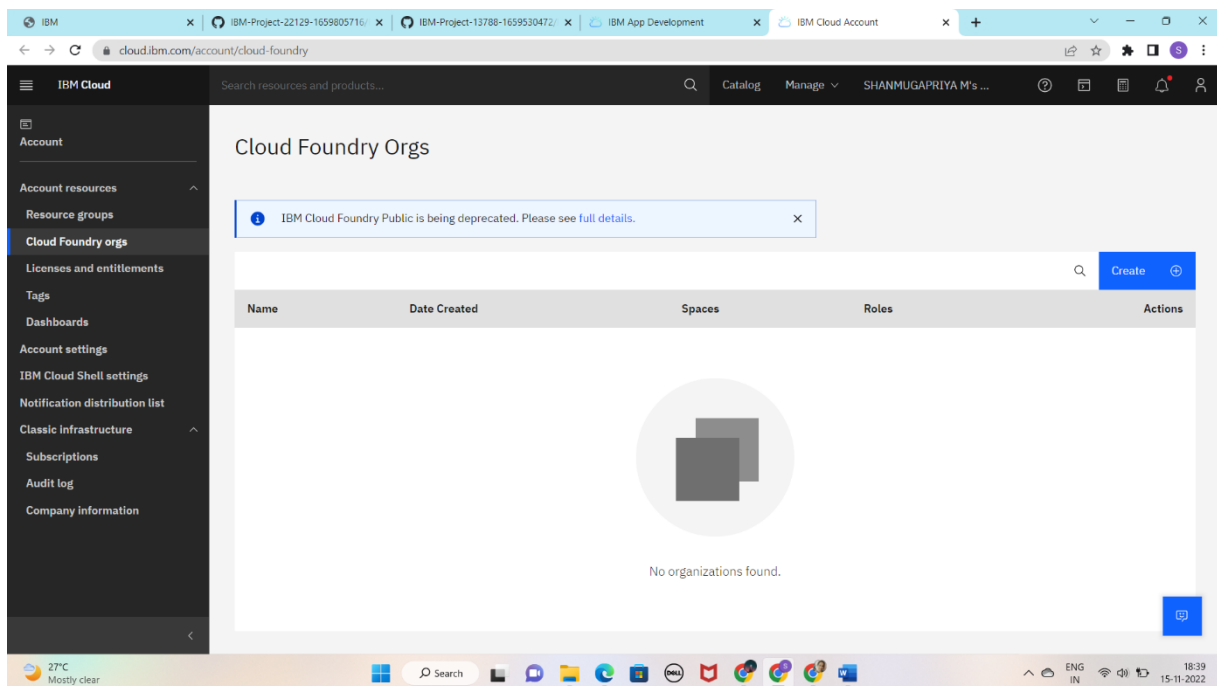 IBM
IBM-Project-22129-1659805716/
IBM-Project-13788-1659530472/
IBM App Development
IBM Cloud Account
cloud.ibm.com/account/cloud-foundry
S
IBM Cloud
Search resources and products...
Catalog
Manage
SHANMUGAPRIYA M's ...
Account
Account resources
Resource groups
Cloud Foundry orgs
Licenses and entitlements
Tags
Dashboards
Account settings
IBM Cloud Shell settings
Notification distribution list
Classic infrastructure
Subscriptions
Audit log
Company information
Cloud Foundry Orgs
IBM Cloud Foundry Public is being deprecated. Please see full details.
Create
Name Date Created Spaces Roles Actions
No organizations found.
27°C
Mostly clear
Search
DELL
ENG
IN
18:39
15-11-2022